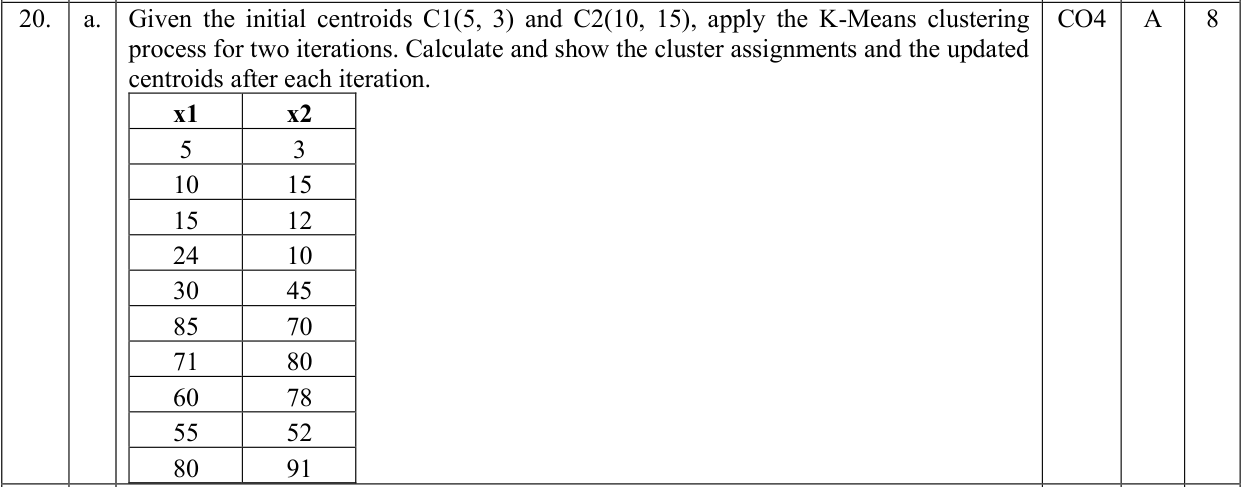 20. a. Given the initial centroids C1(5, 3) and C2(10, 15), apply the K-Means clustering CO4 A 8
process for two iterations. Calculate and show the cluster assignments and the updated
centroids after each iteration.
x1 x2
5 3
10 15
15 12
24 10
30 45
85 70
71 80
60 78
55 52
80 91